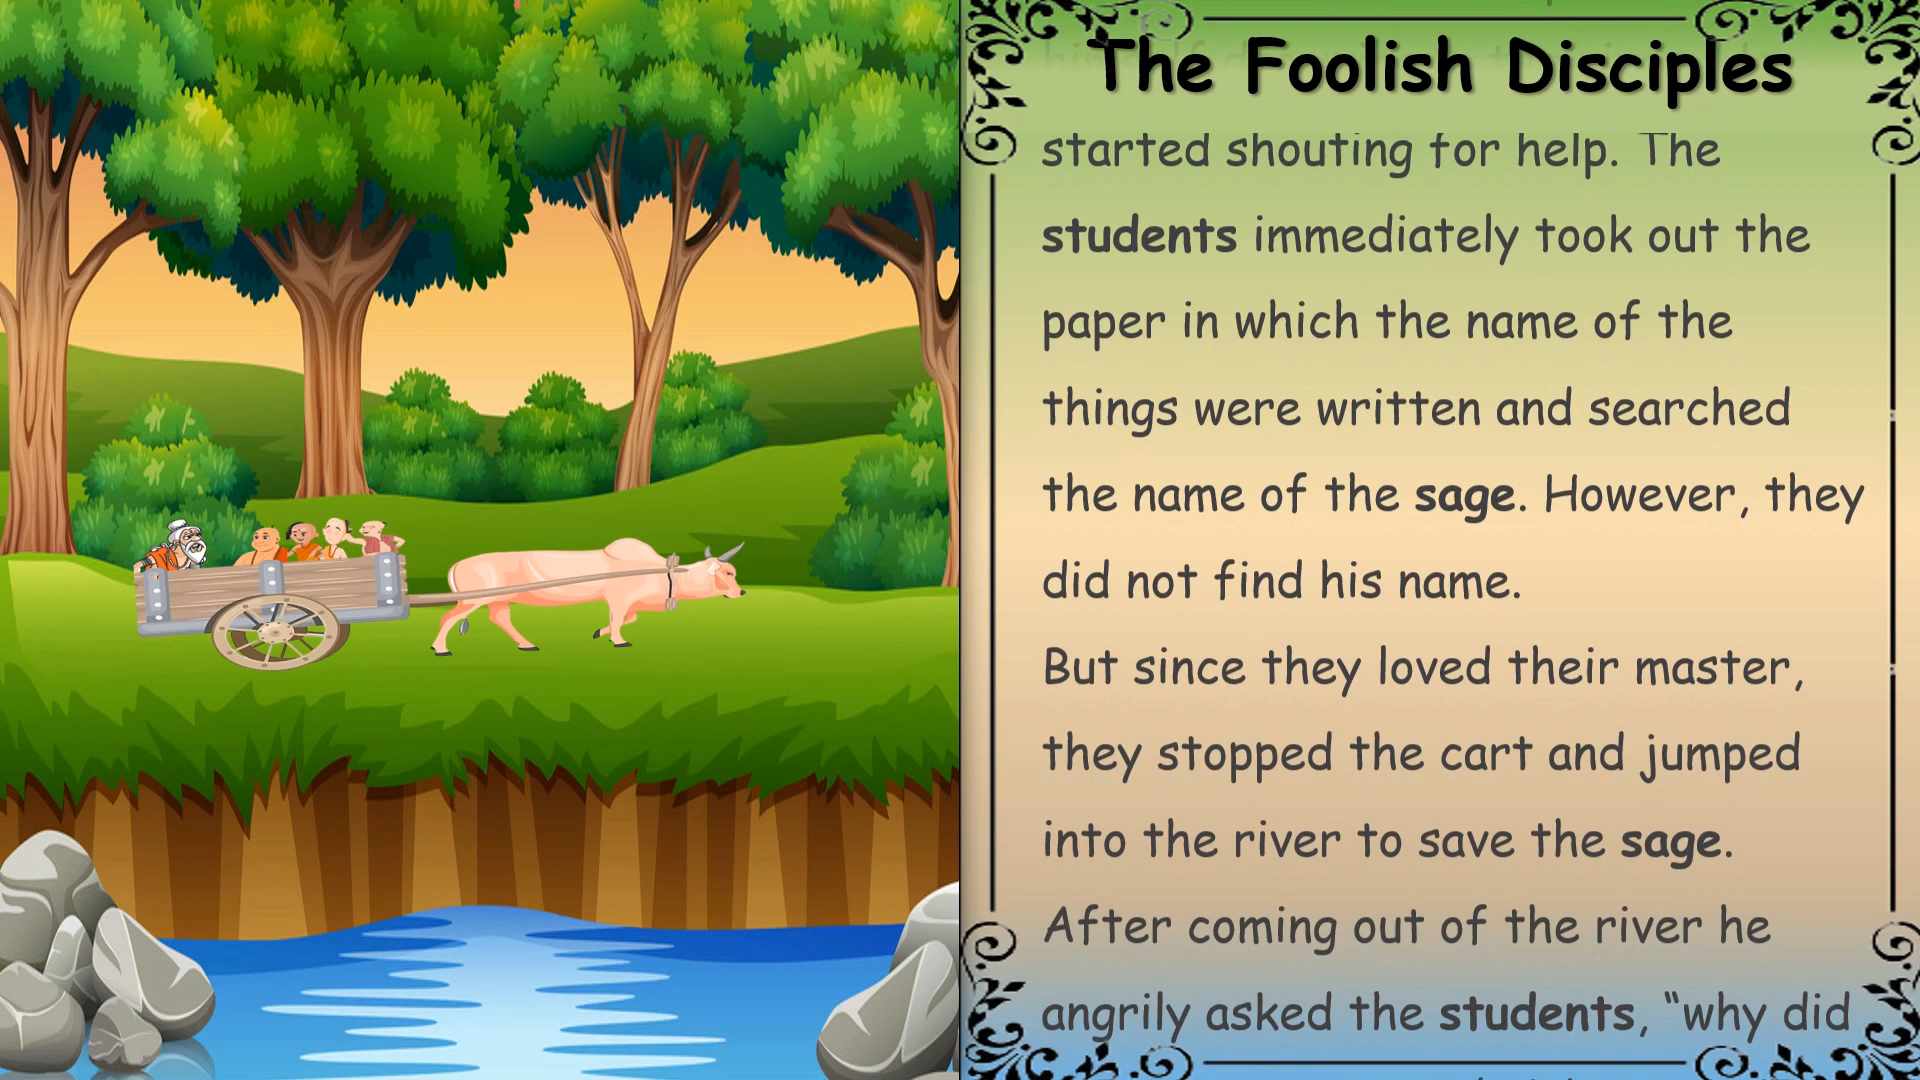 The Foolish Disciples
started shouting for help. The
students immediately took out the
paper in which the name of the
things were written and searched
the name of the sage. However, they
did not find his name.
But since they loved their master,
they stopped the cart and jumped
into the river to save the sage.
After coming out of the river he
angrily asked the students, “why did